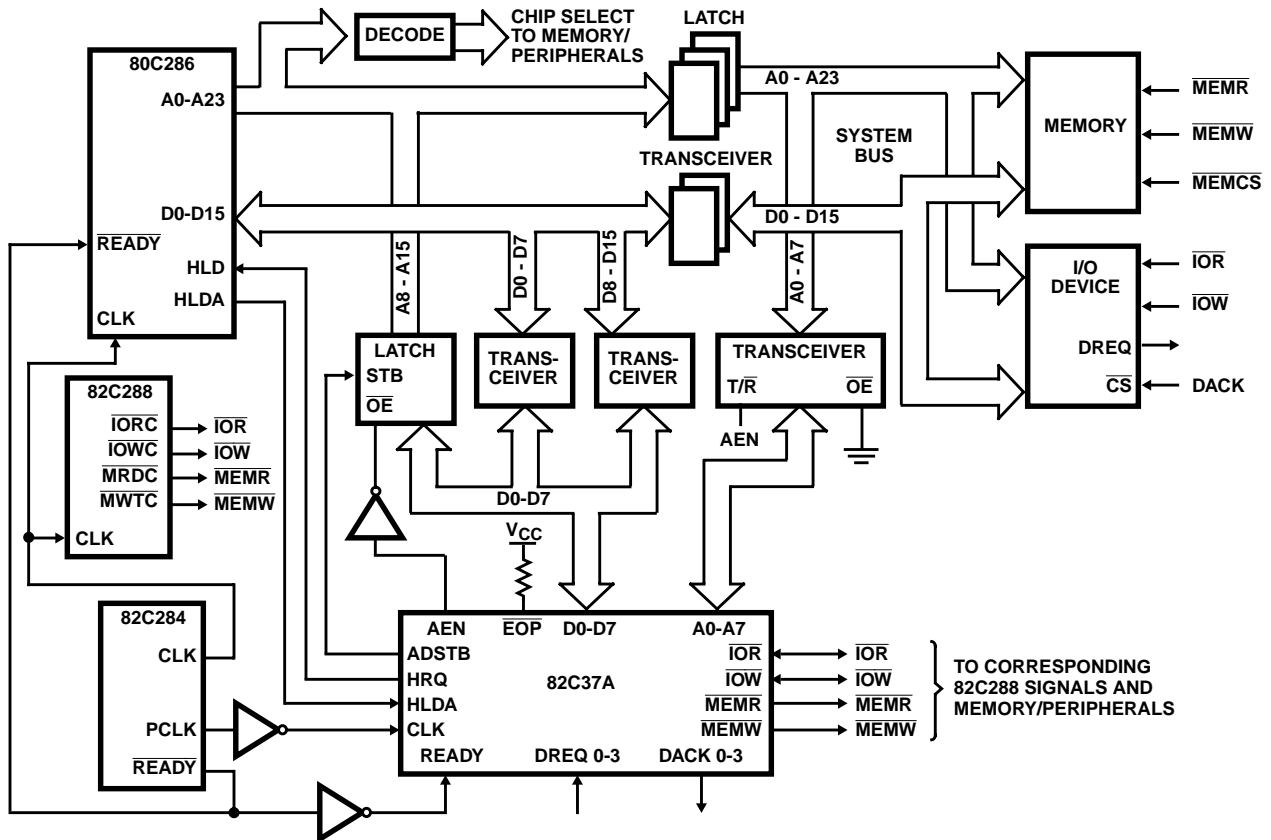 80C286
A0-A23
D0-D15
READY
HLD
HLDA
CLK
DECODE
CHIP SELECT
TO MEMORY/
PERIPHERALS
LATCH
A0 - A23
TRANSCEIVER
SYSTEM
BUS
D0 - D15
MEMORY
MEMR
MEMW
MEMCS
I/O
DEVICE
DREQ
CS
IOR
IOW
DACK
A8 - A15
D0 - D7
D8 - D15
A0 - A7
LATCH
STB
OE
TRANS-
CEIVER
TRANS-
CEIVER
TRANSCEIVER
T/R
OE
AEN
82C288
IORC
IOWC
MRDC
MWTC
CLK
IOR
IOW
MEMR
MEMW
D0-D7
VCC
82C284
CLK
PCLK
READY
82C37A
AEN
EOP
D0-D7
A0-A7
ADSTB
HRQ
HLDA
CLK
READY
DREQ 0-3
DACK 0-3
IOR
IOW
MEMR
MEMW
IOR
IOW
MEMR
MEMW
TO CORRESPONDING
82C288 SIGNALS AND
MEMORY/PERIPHERALS